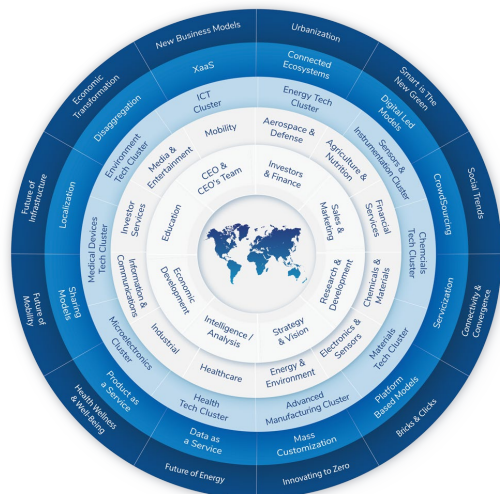 New Business Models
Urbanization
Smart is The
New Green
Social Trends
Connectivity &
Convergence
Bricks & Clicks
Innovating to Zero
Future of Energy
Health Wellness
& Well-Being
Future of
Mobility
Future of
Infrastructure
Economic
Transformation
XaaS
Connected
Ecosystems
Digital Led
Models
CrowdSourcing
Servicization
Platform
Based Models
Mass
Customization
Data as
a Service
Product as
a Service
Sharing
Models
Localization
Disaggregation
ICT
Cluster
Energy Tech
Cluster
Sensors &
Instrumentation Cluster
Chemcials
Tech Cluster
Materials
Tech Cluster
Advanced
Manufacturing Cluster
Health
Tech Cluster
Microelectronics
Cluster
Medical Devices
Tech Cluster
Environment
Tech Cluster
Mobility
Aerospace &
Defense
Agriculture &
Nutrition
Financial
Services
Chemicals &
Materials
Electronics &
Sensors
Energy &
Environment
Healthcare
Industrial
Information &
Communications
Investor
Services
Media &
Entertainment
CEO &
CEO's Team
Investors
& Finance
Sales &
Marketing
Research &
Development
Strategy
& Vision
Intelligence /
Analysis
Economic
Development
Education